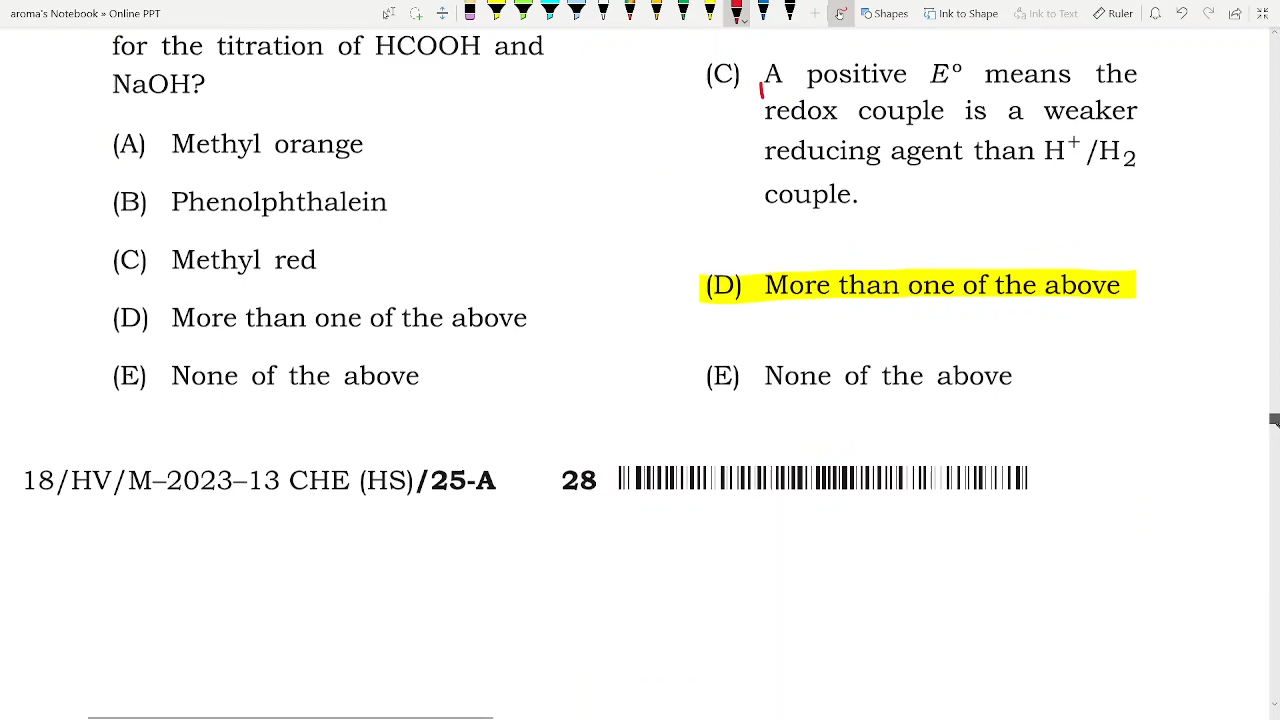 aroma's Notebook » Online PPT
Shapes
Ink to Shape
Ink to Text
Ruler
for the titration of HCOOH and
NaOH?
(A) Methyl orange
(B) Phenolphthalein
(C) Methyl red
(D) More than one of the above
(E) None of the above
(C) A positive E° means the
redox couple is a weaker
reducing agent than H⁺/H₂
couple.
(D) More than one of the above
(E) None of the above
18/HV/M–2023–13 CHE (HS)/25-A 28